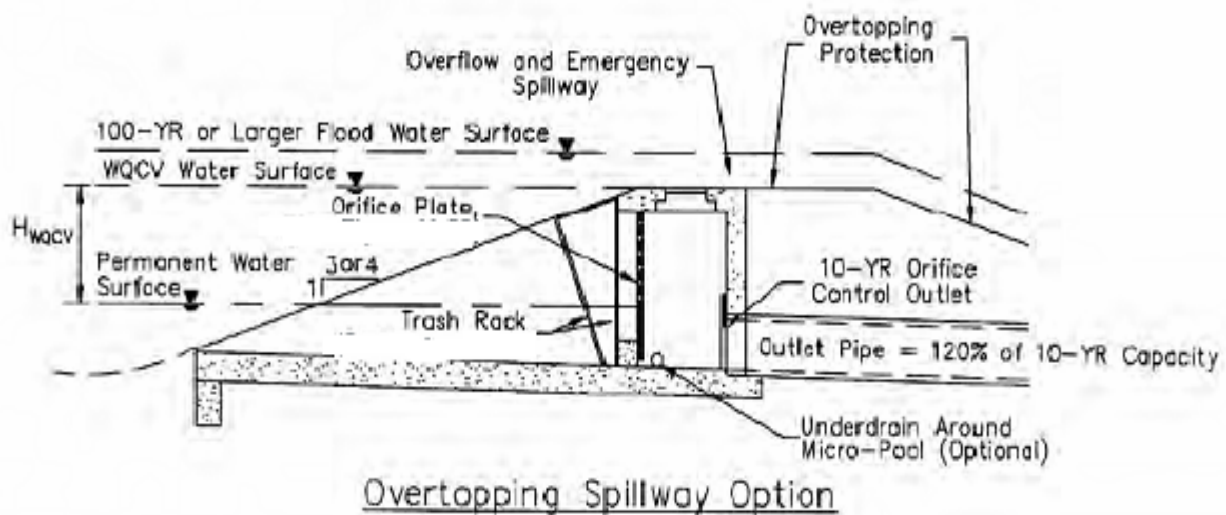 Overtopping
Protection
Overflow and Emergency
Spillway
100-YR or Larger Flood Water Surface
WQCV Water Surface
Orifice Plate
HWQCV
Permanent Water
Surface
3or4
1
10-YR Orifice
Control Outlet
Trash Rack
Outlet Pipe = 120% of 10-YR Capacity
Underdrain Around
Micro-Pool (Optional)
Overtopping Spillway Option